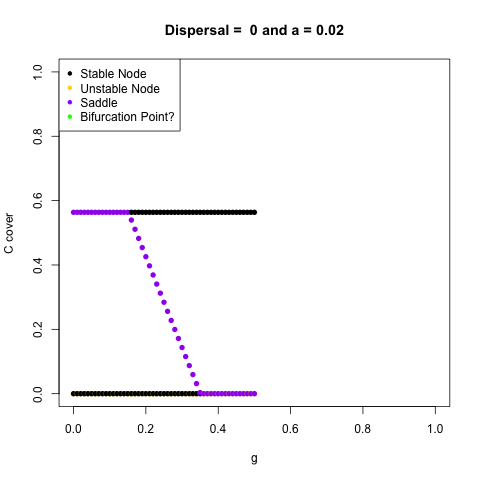 Dispersal =  0 and a = 0.02
Stable Node
Unstable Node
Saddle
Bifurcation Point?
C cover
1.0
0.8
0.6
0.4
0.2
0.0
0.0 0.2 0.4 0.6 0.8 1.0
g